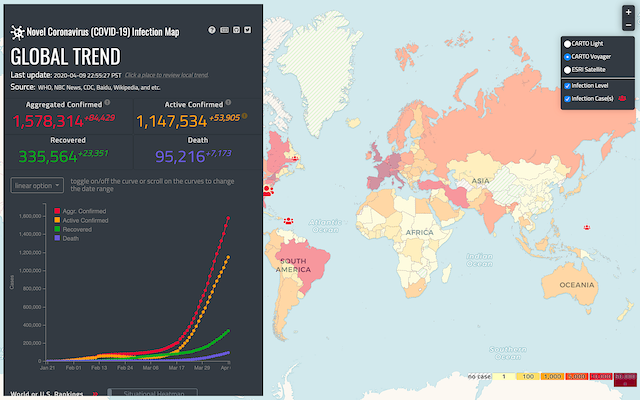 Novel Coronavirus (COVID-19) Infection Map
GLOBAL TREND
Last update: 2020-04-09 22:55:27 PST Click a place to review local trend.
Source: WHO, NBC News, CDC, Baidu, Wikipedia, and etc.
Aggregated Confirmed
Active Confirmed
1,578,314 +84,429
1,147,534 +53,905
Recovered
Death
335,564 +23,351
95,216 +7,173
linear option
toggle on/off the curve or scroll on the curves to change
the date range
Aggr. Confirmed
Active Confirmed
Recovered
Death
1,600,000
1,400,000
1,200,000
1,000,000
800,000
600,000
400,000
200,000
0
Cases
Jan 21
Feb 01
Feb 13
Feb 24
Mar 06
Mar 17
Mar 29
Apr
World or U.S. Rankings
Situational Heatmap
+
−
CARTO Light
CARTO Voyager
ESRI Satellite
Infection Level
Infection Case(s)
ASIA
AFRICA
SOUTH
AMERICA
OCEANIA
Atlantic
Ocean
Indian
Ocean
Southern
Ocean
no case
1
100
1,000